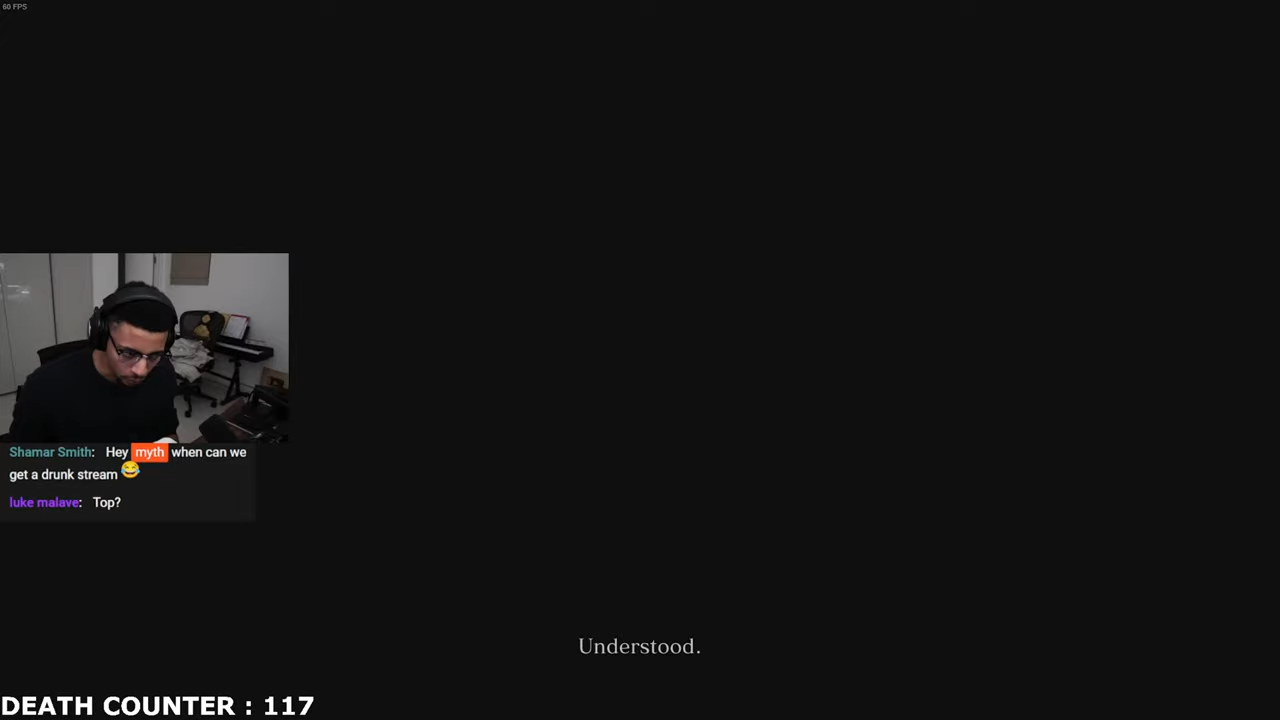 60 FPS
Shamar Smith: Hey myth when can we
get a drunk stream 😂
luke malave: Top?
Understood.
DEATH COUNTER : 117